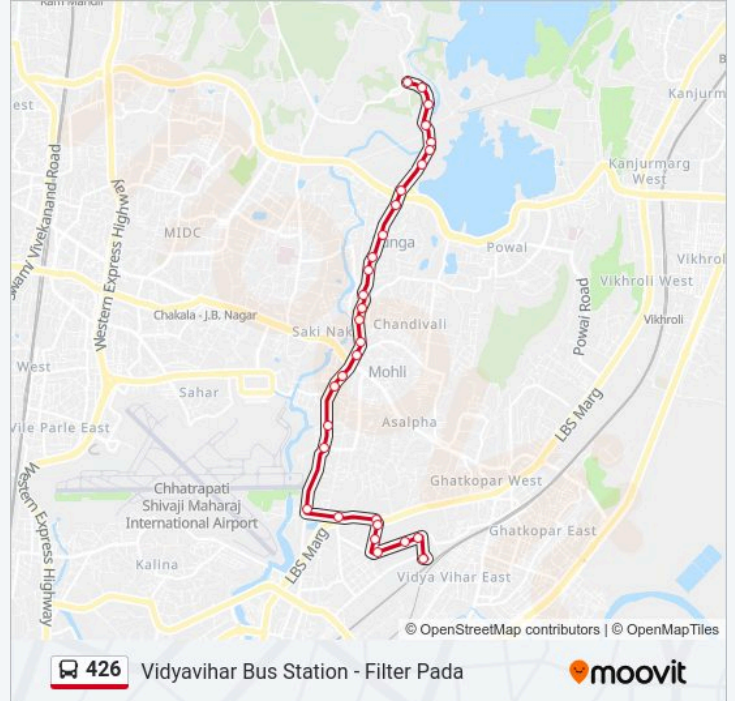 Kanjurm
est
Kanjurmarg
West
Swami Vivekanand Road
Western Express Highway
MIDC
unga
Powai
Vikhrol
Vikhroli West
Powai Road
Chakala - J.B. Nagar
Saki Nak
Chandivali
Vikhroli
West
Mohli
Sahar
LBS Marg
Asalpha
Vile Parle East
Western Express Highway
Chhatrapati
Shivaji Maharaj
International Airport
Ghatkopar West
Ghatkopar East
LBS Marg
Kalina
Vidya Vihar East
© OpenStreetMap contributors | © OpenMapTiles
426 Vidyavihar Bus Station - Filter Pada
moovit